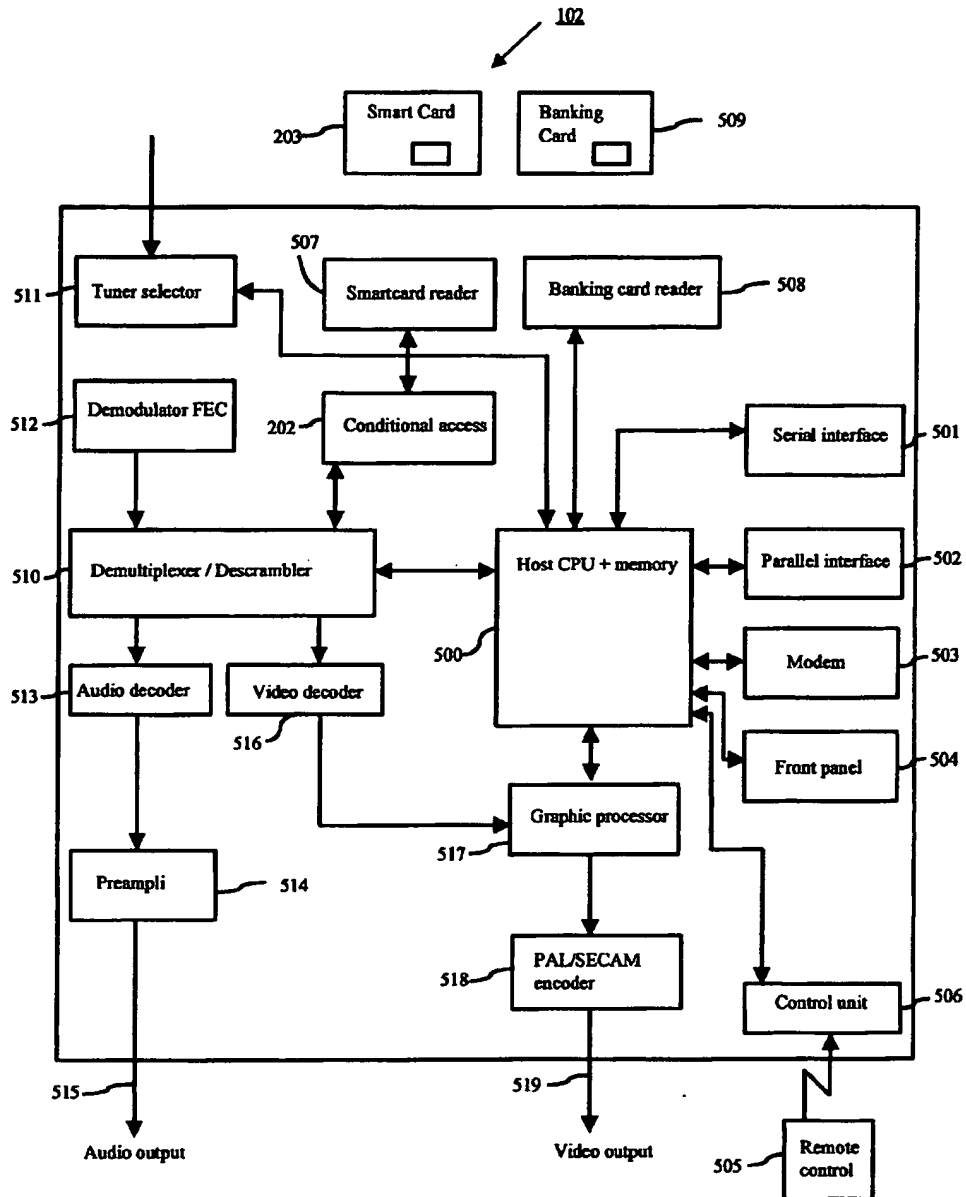 102
Smart Card
203
Banking
Card
509
507
511
Tuner selector
Smartcard reader
Banking card reader
508
512
Demodulator FEC
202
Conditional access
Serial interface
501
510
Demultiplexer / Descrambler
Host CPU + memory
500
Parallel interface
502
Modem
503
513
Audio decoder
Video decoder
516
Front panel
504
Graphic processor
517
Preampli
514
518
PAL/SECAM
encoder
Control unit
506
515
519
Audio output
Video output
505
Remote
control